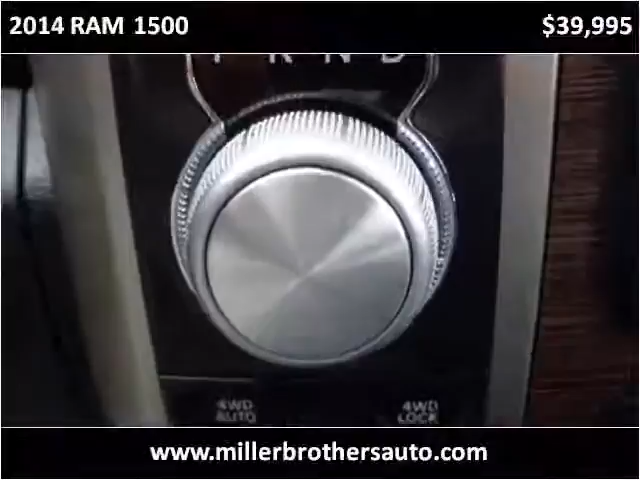 2014 RAM 1500
$39,995
P R N D
4WD AUTO
4WD LOCK
www.millerbrothersauto.com